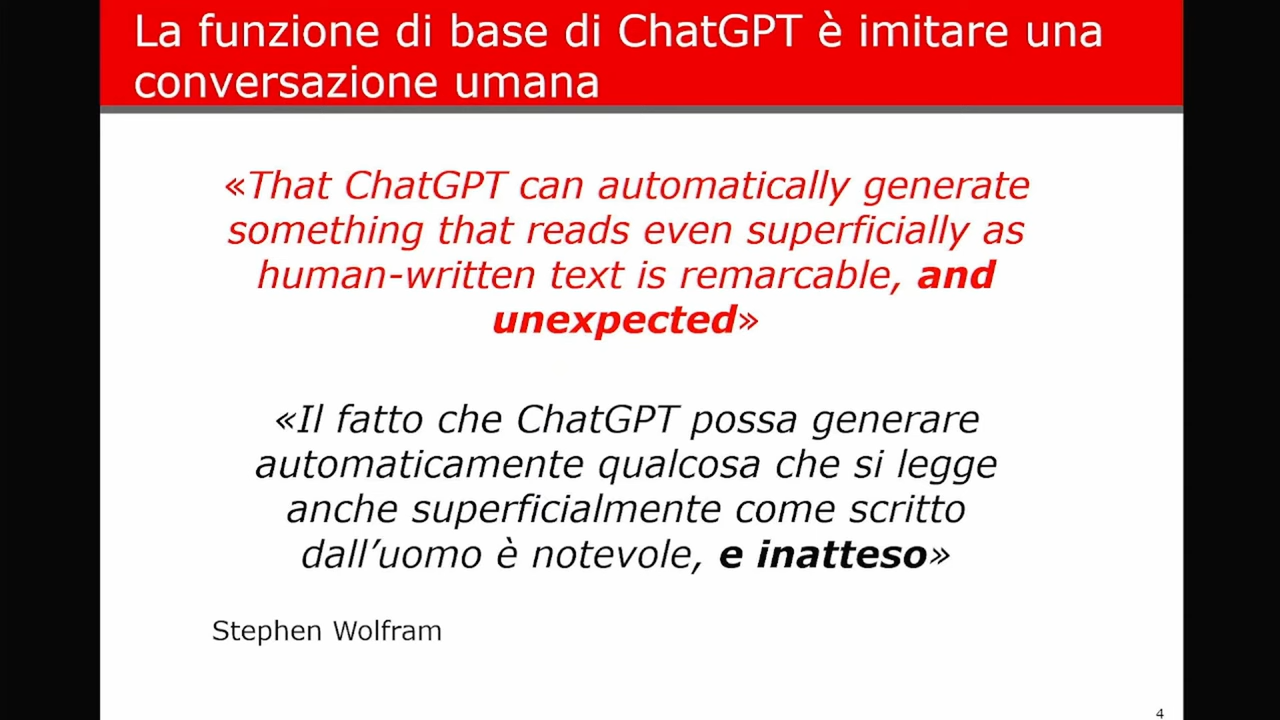 La funzione di base di ChatGPT è imitare una
conversazione umana
«That ChatGPT can automatically generate
something that reads even superficially as
human-written text is remarcable, and
unexpected»
«Il fatto che ChatGPT possa generare
automaticamente qualcosa che si legge
anche superficialmente come scritto
dall’uomo è notevole, e inatteso»
Stephen Wolfram
4